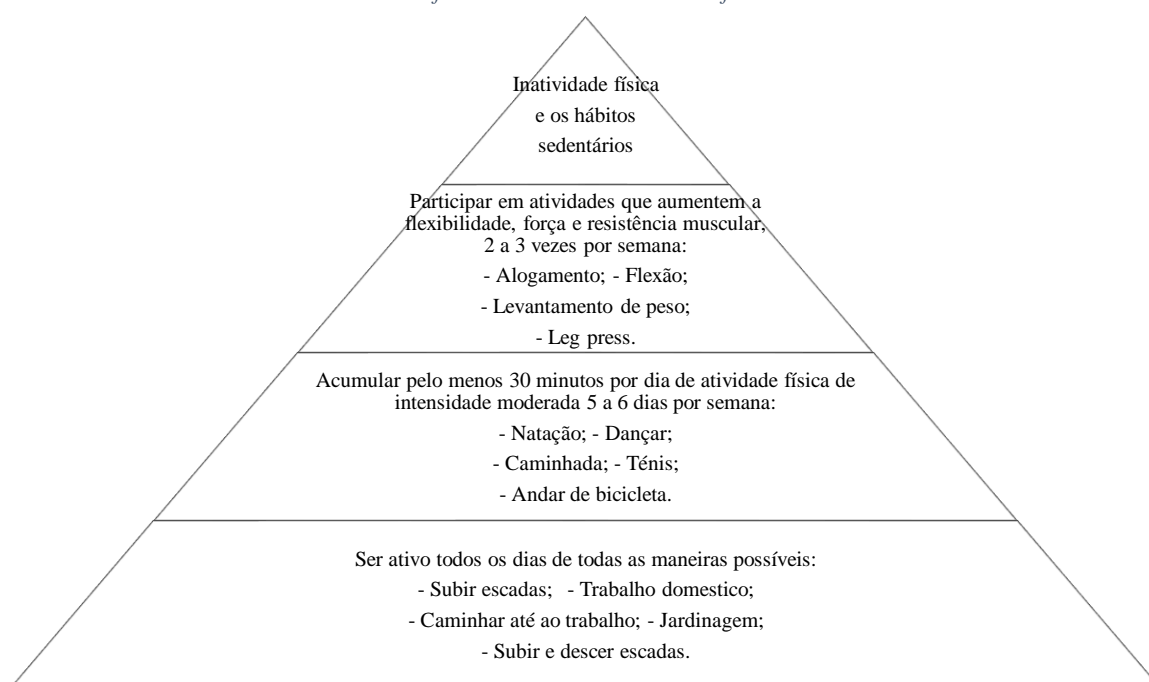 Inatividade física
e os hábitos
sedentários
Participar em atividades que aumentem a
flexibilidade, força e resistência muscular,
2 a 3 vezes por semana:
- Alogamento; - Flexão;
- Levantamento de peso;
- Leg press.
Acumular pelo menos 30 minutos por dia de atividade física de
intensidade moderada 5 a 6 dias por semana:
- Natação; - Dançar;
- Caminhada; - Ténis;
- Andar de bicicleta.
Ser ativo todos os dias de todas as maneiras possíveis:
- Subir escadas; - Trabalho domestico;
- Caminhar até ao trabalho; - Jardinagem;
- Subir e descer escadas.